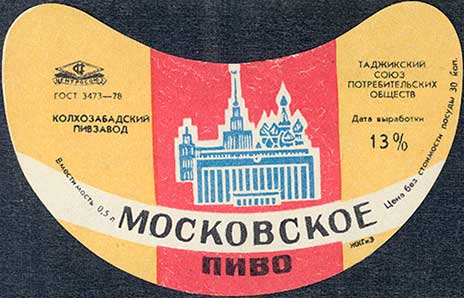 ЦЕНТРОСОЮЗ
ГОСТ 3473—78
КОЛХОЗАБАДСКИЙ
ПИВЗАВОД
Вместимость 0,5 л
ТАДЖИКСКИЙ
СОЮЗ
ПОТРЕБИТЕЛЬСКИХ
ОБЩЕСТВ
Дата выработки
13%
Цена без стоимости посуды 30 коп.
МОСКОВСКОЕ
ПИВО